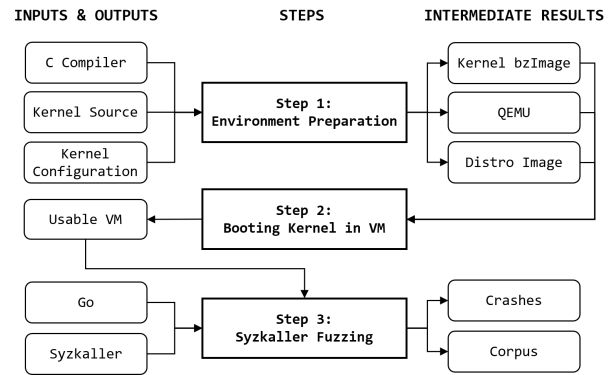 INPUTS & OUTPUTS
STEPS
INTERMEDIATE RESULTS
C Compiler
Kernel Source
Kernel
Configuration
Step 1:
Environment Preparation
Kernel bzImage
QEMU
Distro Image
Usable VM
Step 2:
Booting Kernel in VM
Go
Syzkaller
Step 3:
Syzkaller Fuzzing
Crashes
Corpus